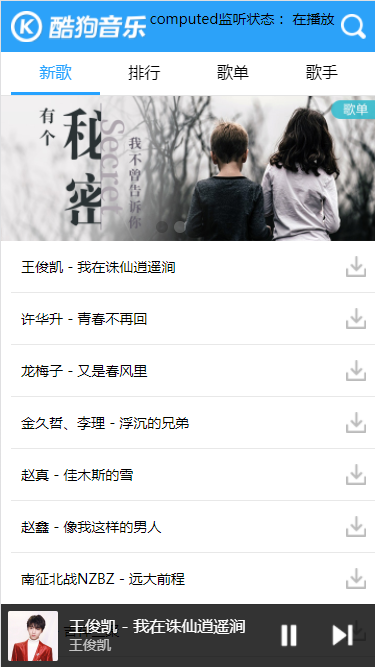 酷狗音乐 computed监听状态： 在播放
新歌 排行 歌单 歌手
歌单
有个
秘密
Secret
我不曾告诉你
王俊凯 - 我在诛仙逍遥涧
许华升 - 青春不再回
龙梅子 - 又是春风里
金久哲、李理 - 浮沉的兄弟
赵真 - 佳木斯的雪
赵鑫 - 像我这样的男人
南征北战NZBZ - 远大前程
王俊凯 - 我在诛仙逍遥涧
王俊凯